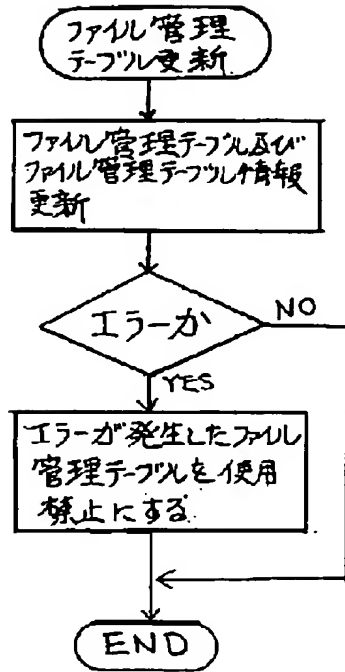 ファイル管理
テーブル更新
ファイル管理テーブル及び
ファイル管理テーブル情報
更新
エラーか
NO
YES
エラーが発生したファイル
管理テーブルを使用
禁止にする
END